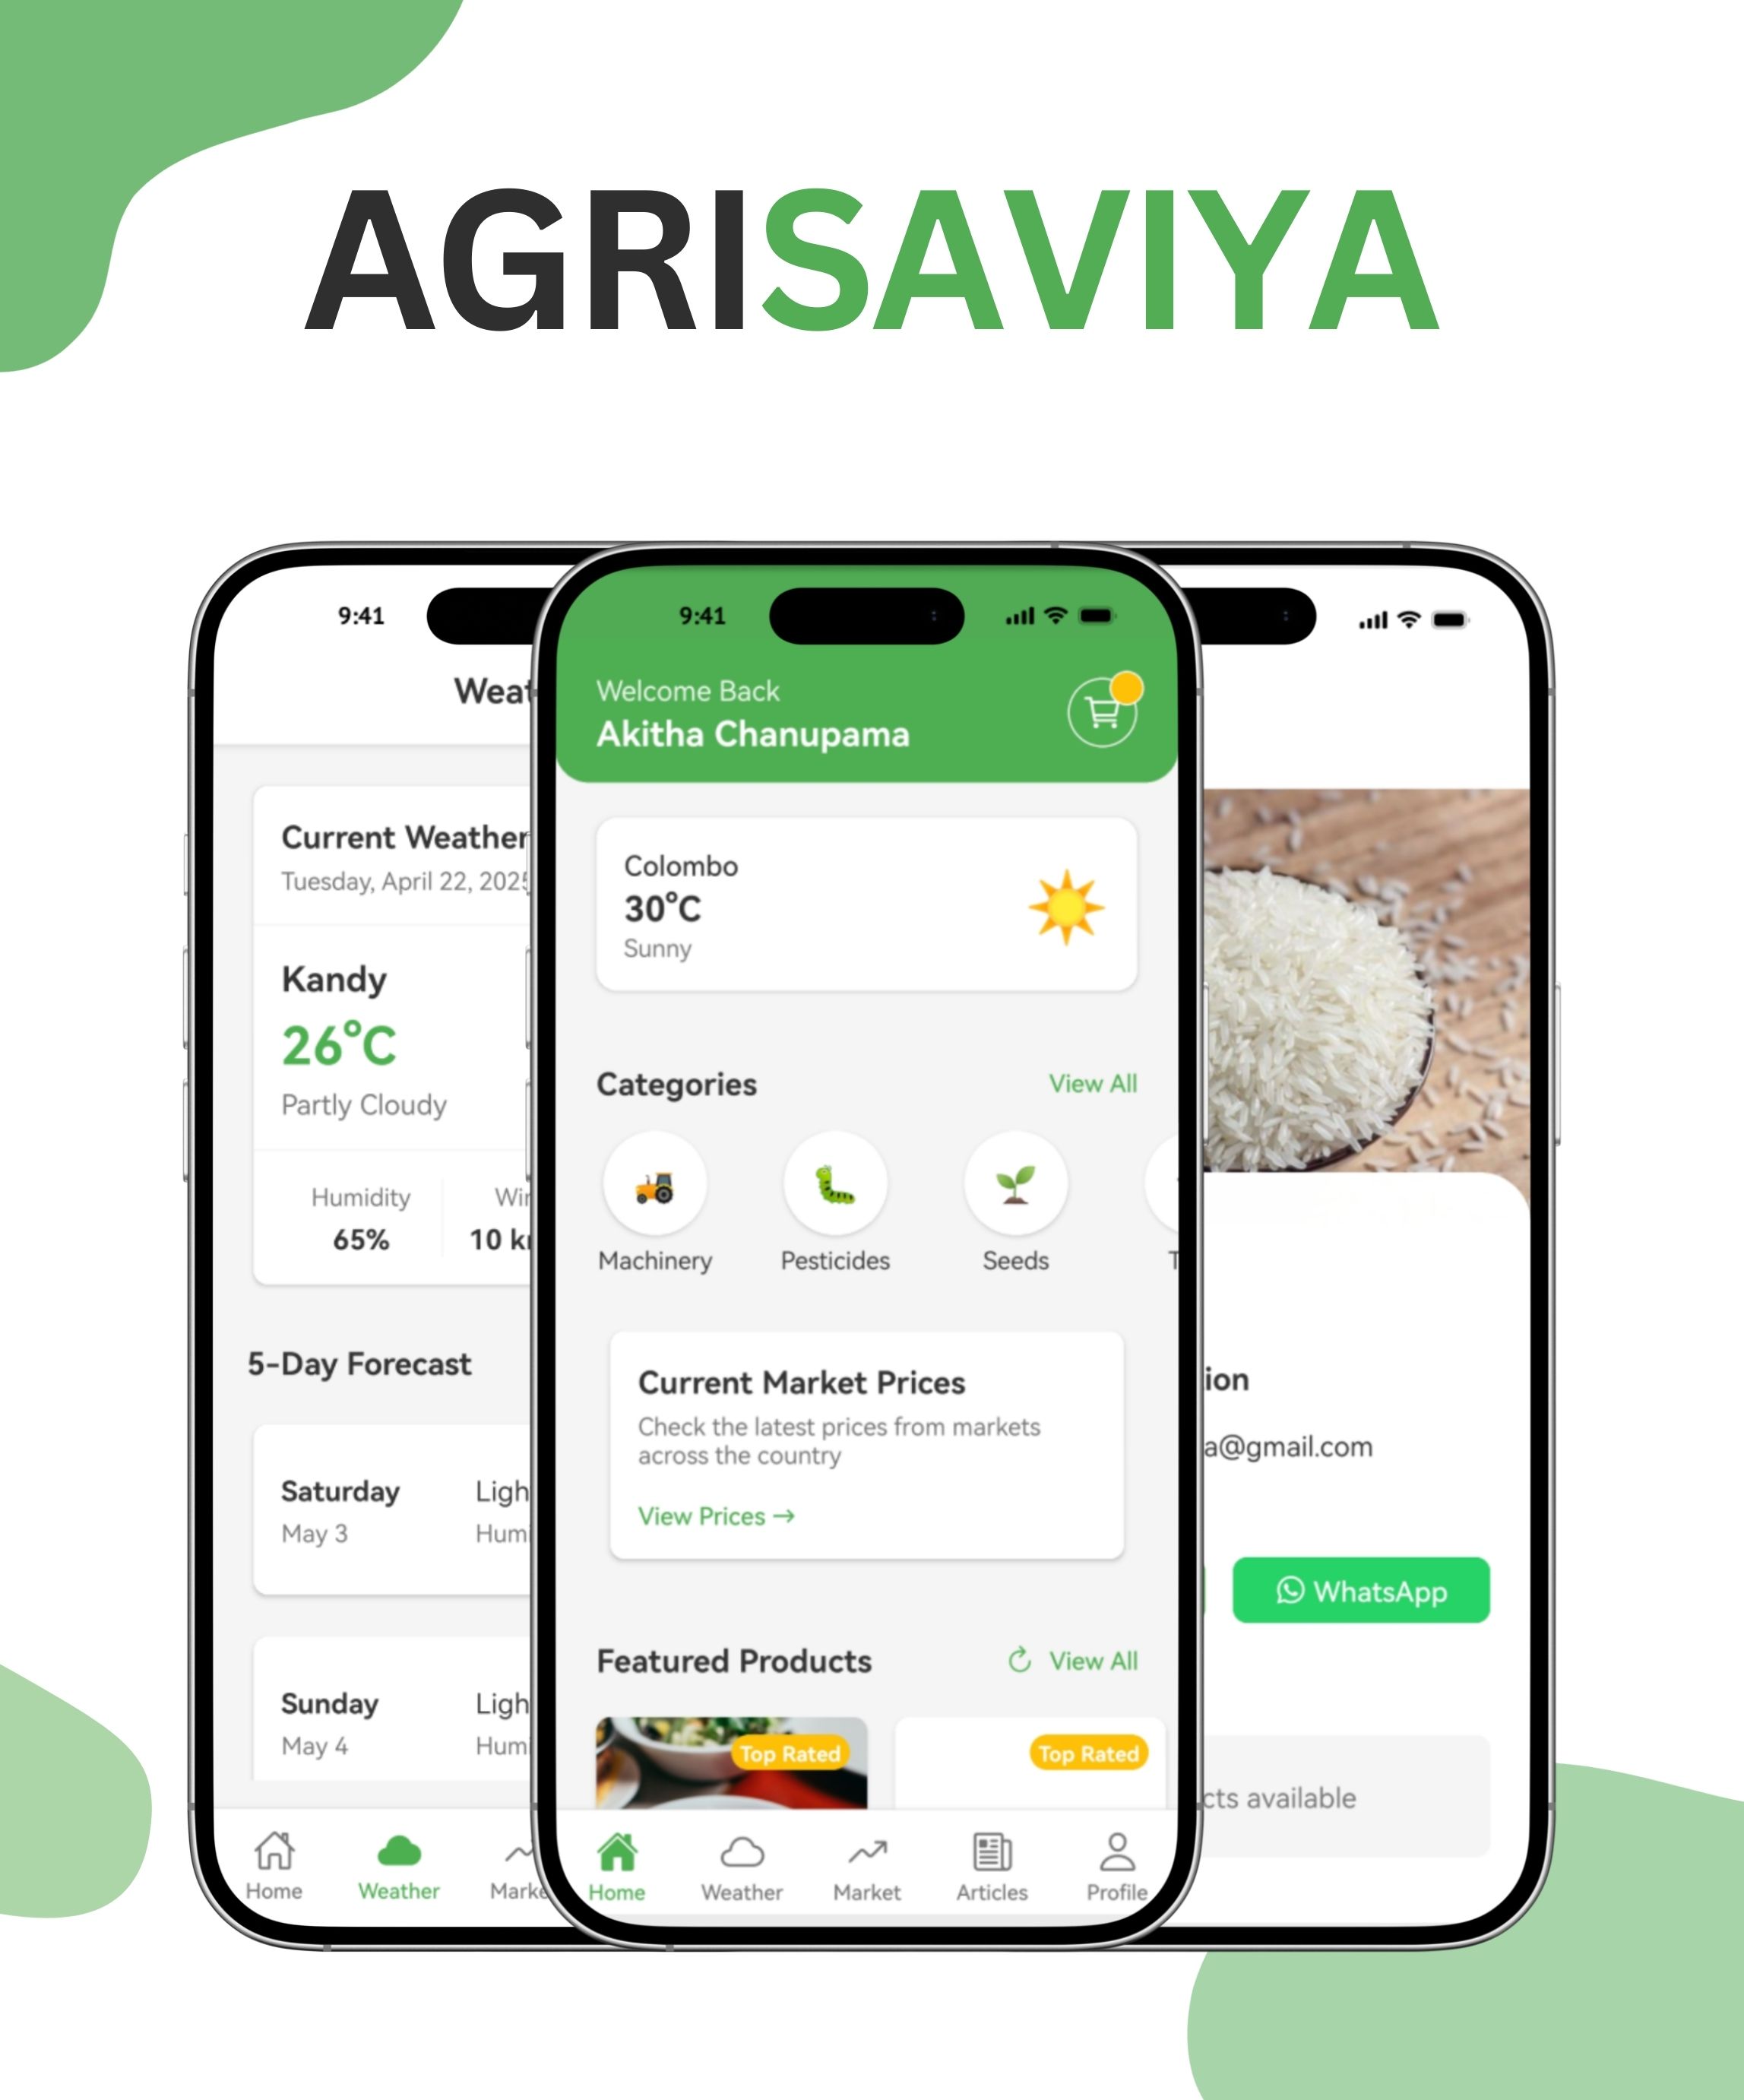 AGRISAVIYA
9:41
Weat
Current Weather
Tuesday, April 22, 2025
Kandy
26°C
Partly Cloudy
Humidity
65%
Wir
10 kr
5-Day Forecast
Saturday
May 3
Ligh
Humi
Sunday
May 4
Ligh
Humi
Home
Weather
Marke
9:41
Welcome Back
Akitha Chanupama
Colombo
30°C
Sunny
Categories
View All
Machinery
Pesticides
Seeds
T
Current Market Prices
Check the latest prices from markets
across the country
View Prices →
Featured Products
View All
Top Rated
Top Rated
Home
Weather
Market
Articles
Profile
ion
a@gmail.com
WhatsApp
cts available